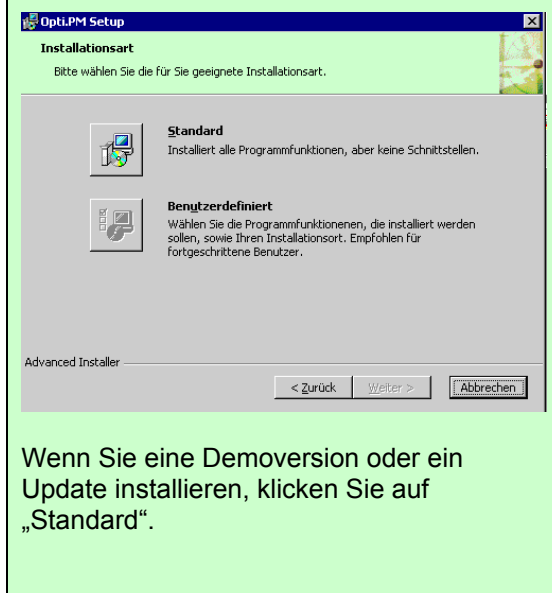 Opti.PM Setup
Installationsart
Bitte wählen Sie die für Sie geeignete Installationsart.
Standard
Installiert alle Programmfunktionen, aber keine Schnittstellen.
Benutzerdefiniert
Wählen Sie die Programmfunktionenen, die installiert werden
sollen, sowie Ihren Installationsort. Empfohlen für
fortgeschrittene Benutzer.
Advanced Installer
< Zurück Weiter > Abbrechen
Wenn Sie eine Demoversion oder ein
Update installieren, klicken Sie auf
„Standard“.